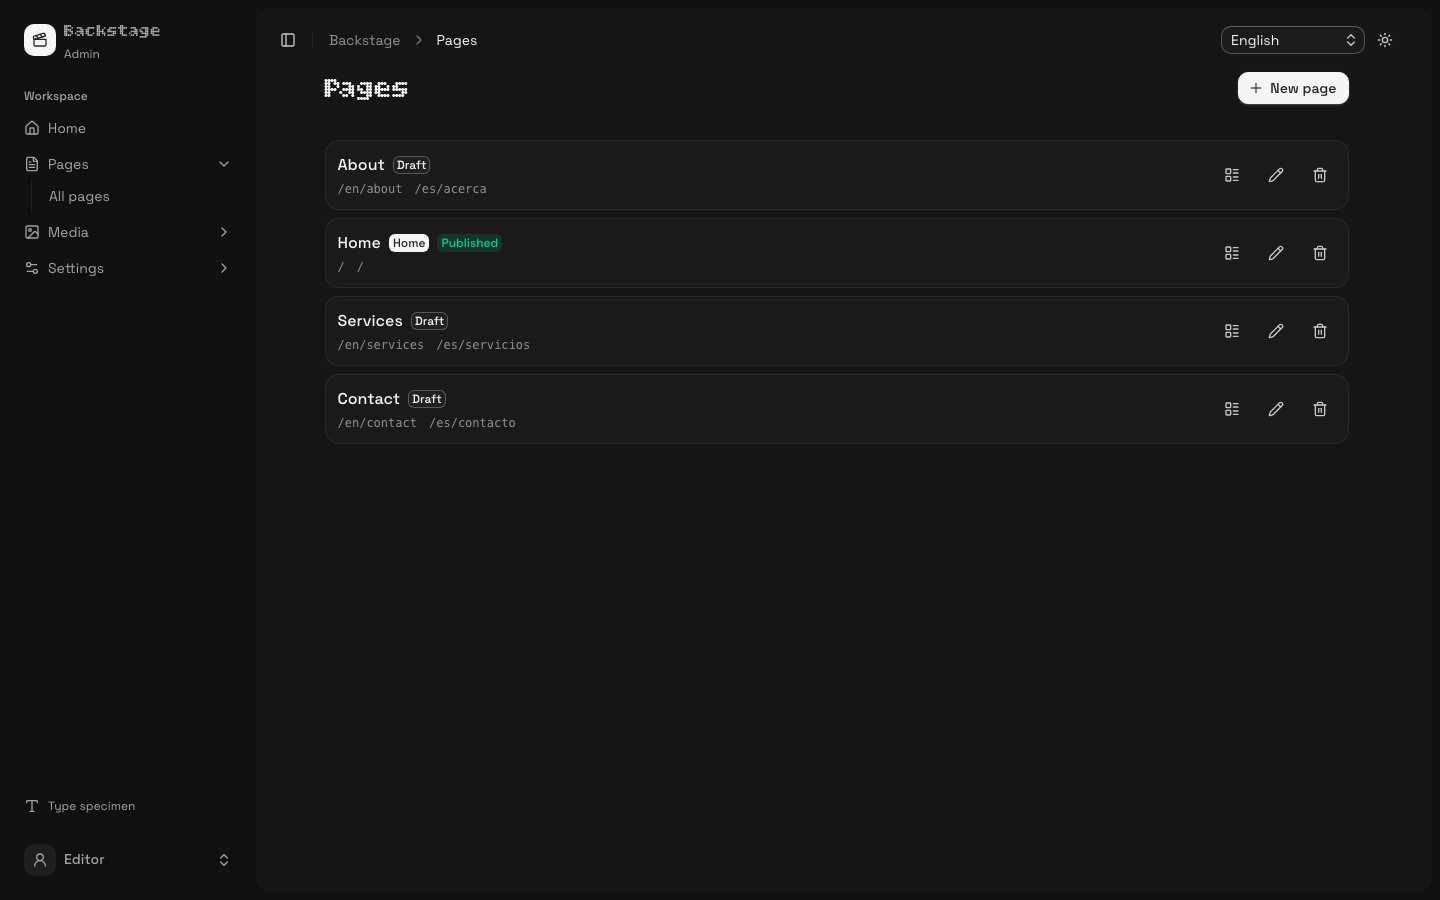 Backstage
Admin
Workspace
Home
Pages
All pages
Media
Settings
Type specimen
Editor
Backstage Pages
English
Pages
New page
About Draft
/en/about /es/acerca
Home Home Published
/ /
Services Draft
/en/services /es/servicios
Contact Draft
/en/contact /es/contacto